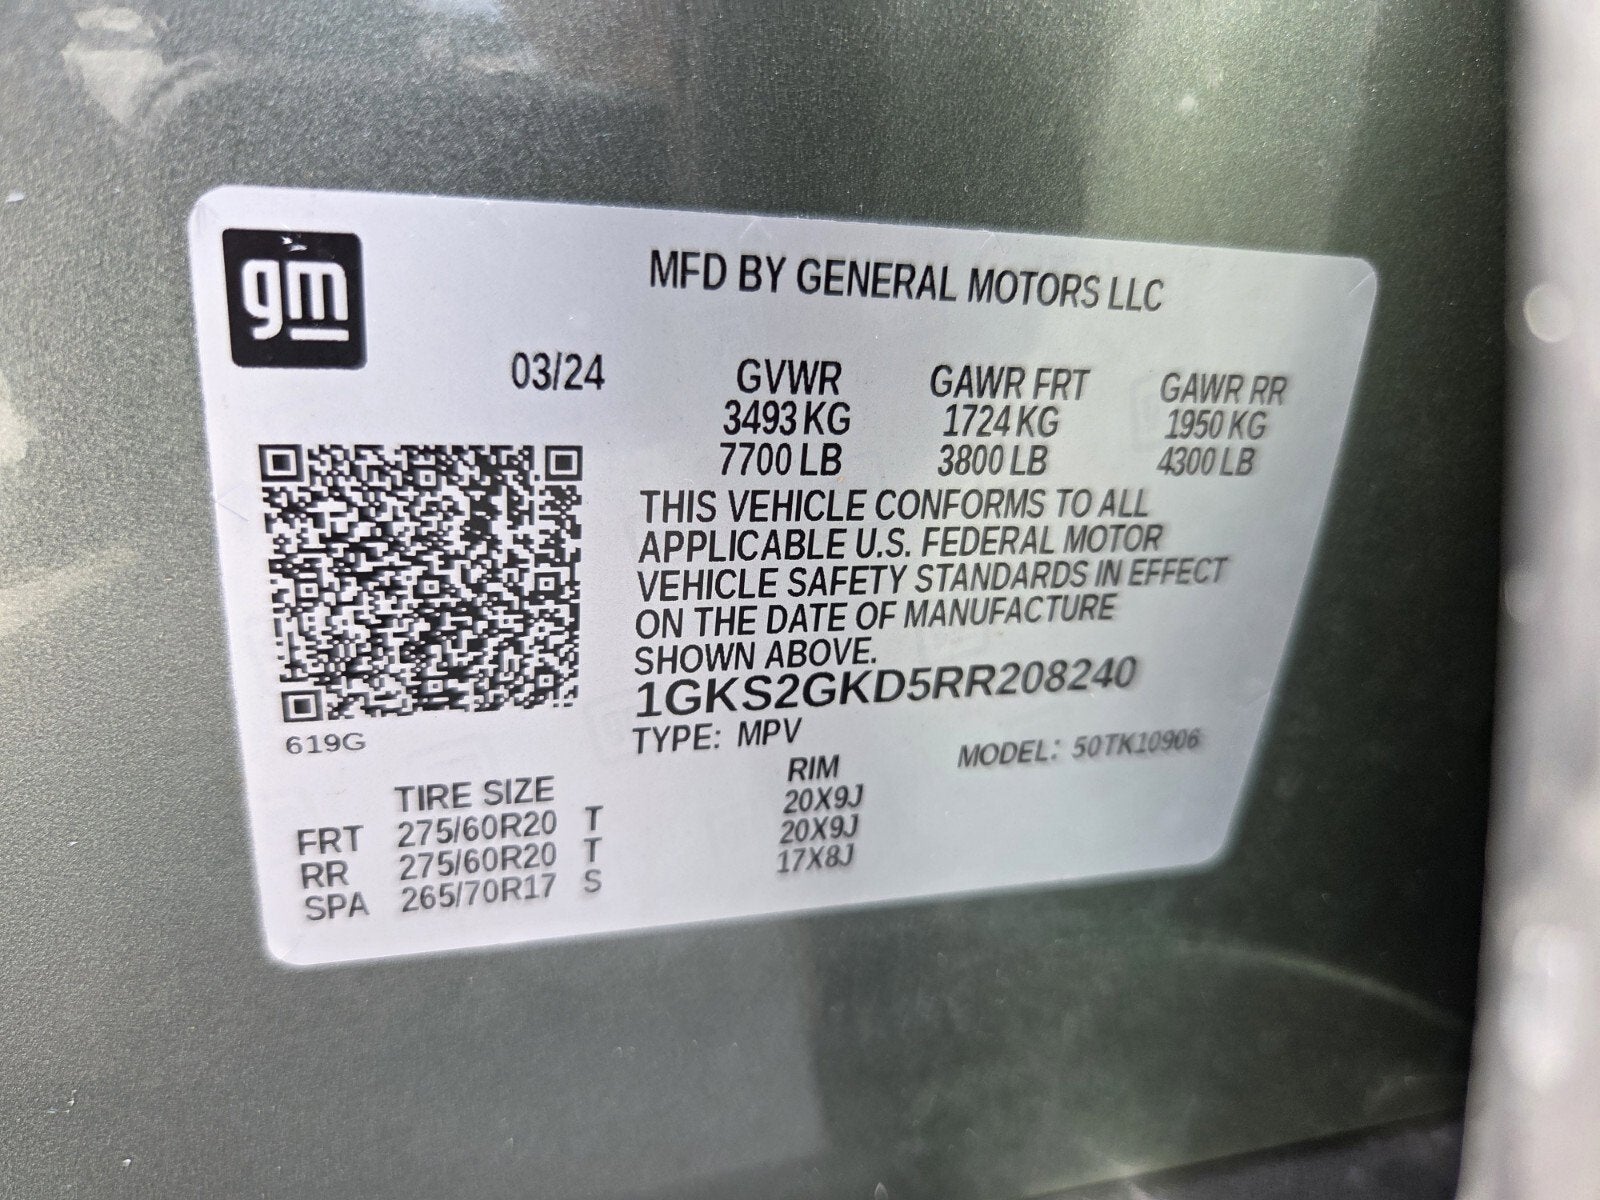 gm
MFD BY GENERAL MOTORS LLC
03/24 GVWR GAWR FRT GAWR RR
3493 KG 1724 KG 1950 KG
7700 LB 3800 LB 4300 LB
THIS VEHICLE CONFORMS TO ALL
APPLICABLE U.S. FEDERAL MOTOR
VEHICLE SAFETY STANDARDS IN EFFECT
ON THE DATE OF MANUFACTURE
SHOWN ABOVE.
1GKS2GKD5RR208240
TYPE: MPV MODEL: 50TK10906
619G
TIRE SIZE RIM
FRT 275/60R20 T 20X9J
RR 275/60R20 T 20X9J
SPA 265/70R17 S 17X8J